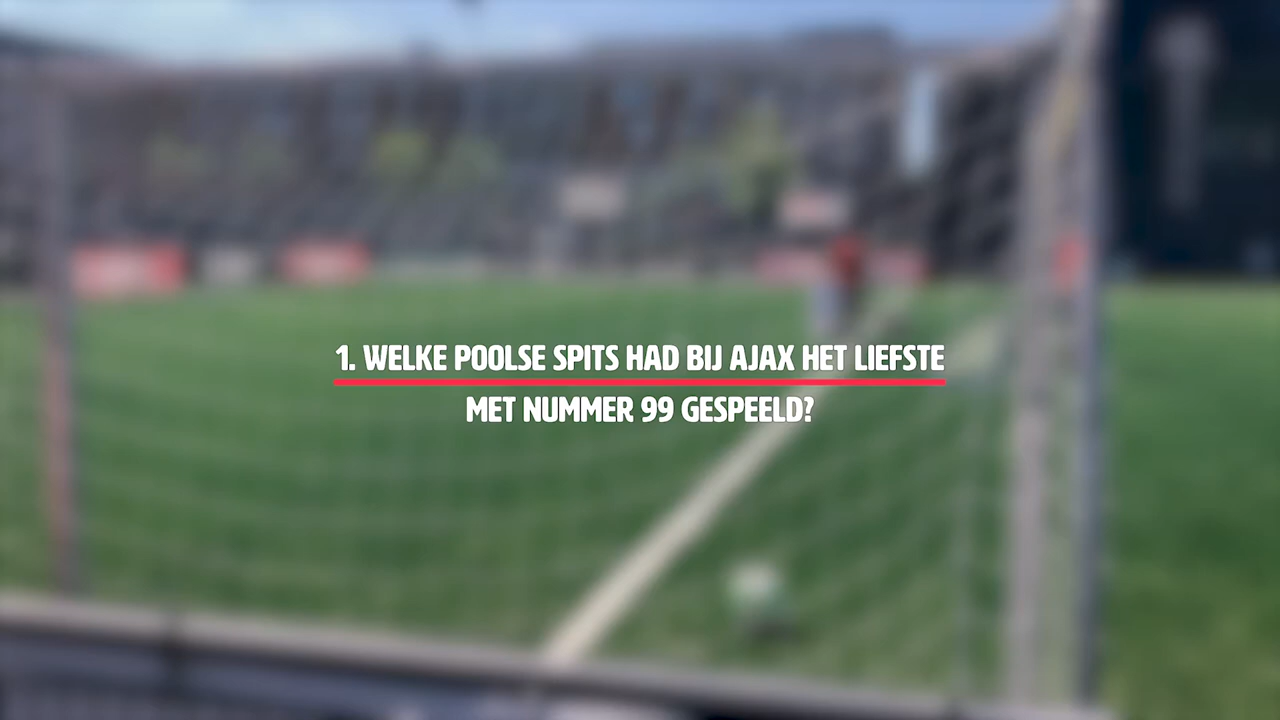 1. WELKE POOLSE SPITS HAD BIJ AJAX HET LIEFSTE
MET NUMMER 99 GESPEELD?